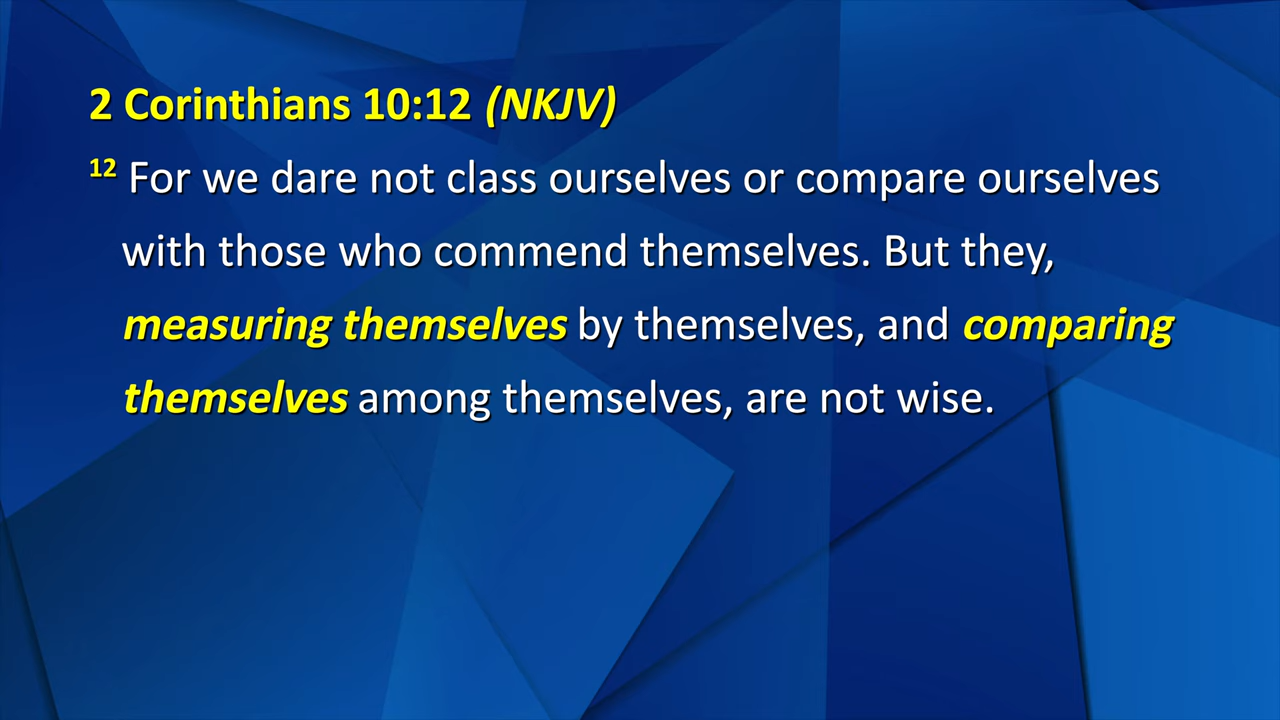 2 Corinthians 10:12 (NKJV)
12 For we dare not class ourselves or compare ourselves
with those who commend themselves. But they,
measuring themselves by themselves, and comparing
themselves among themselves, are not wise.